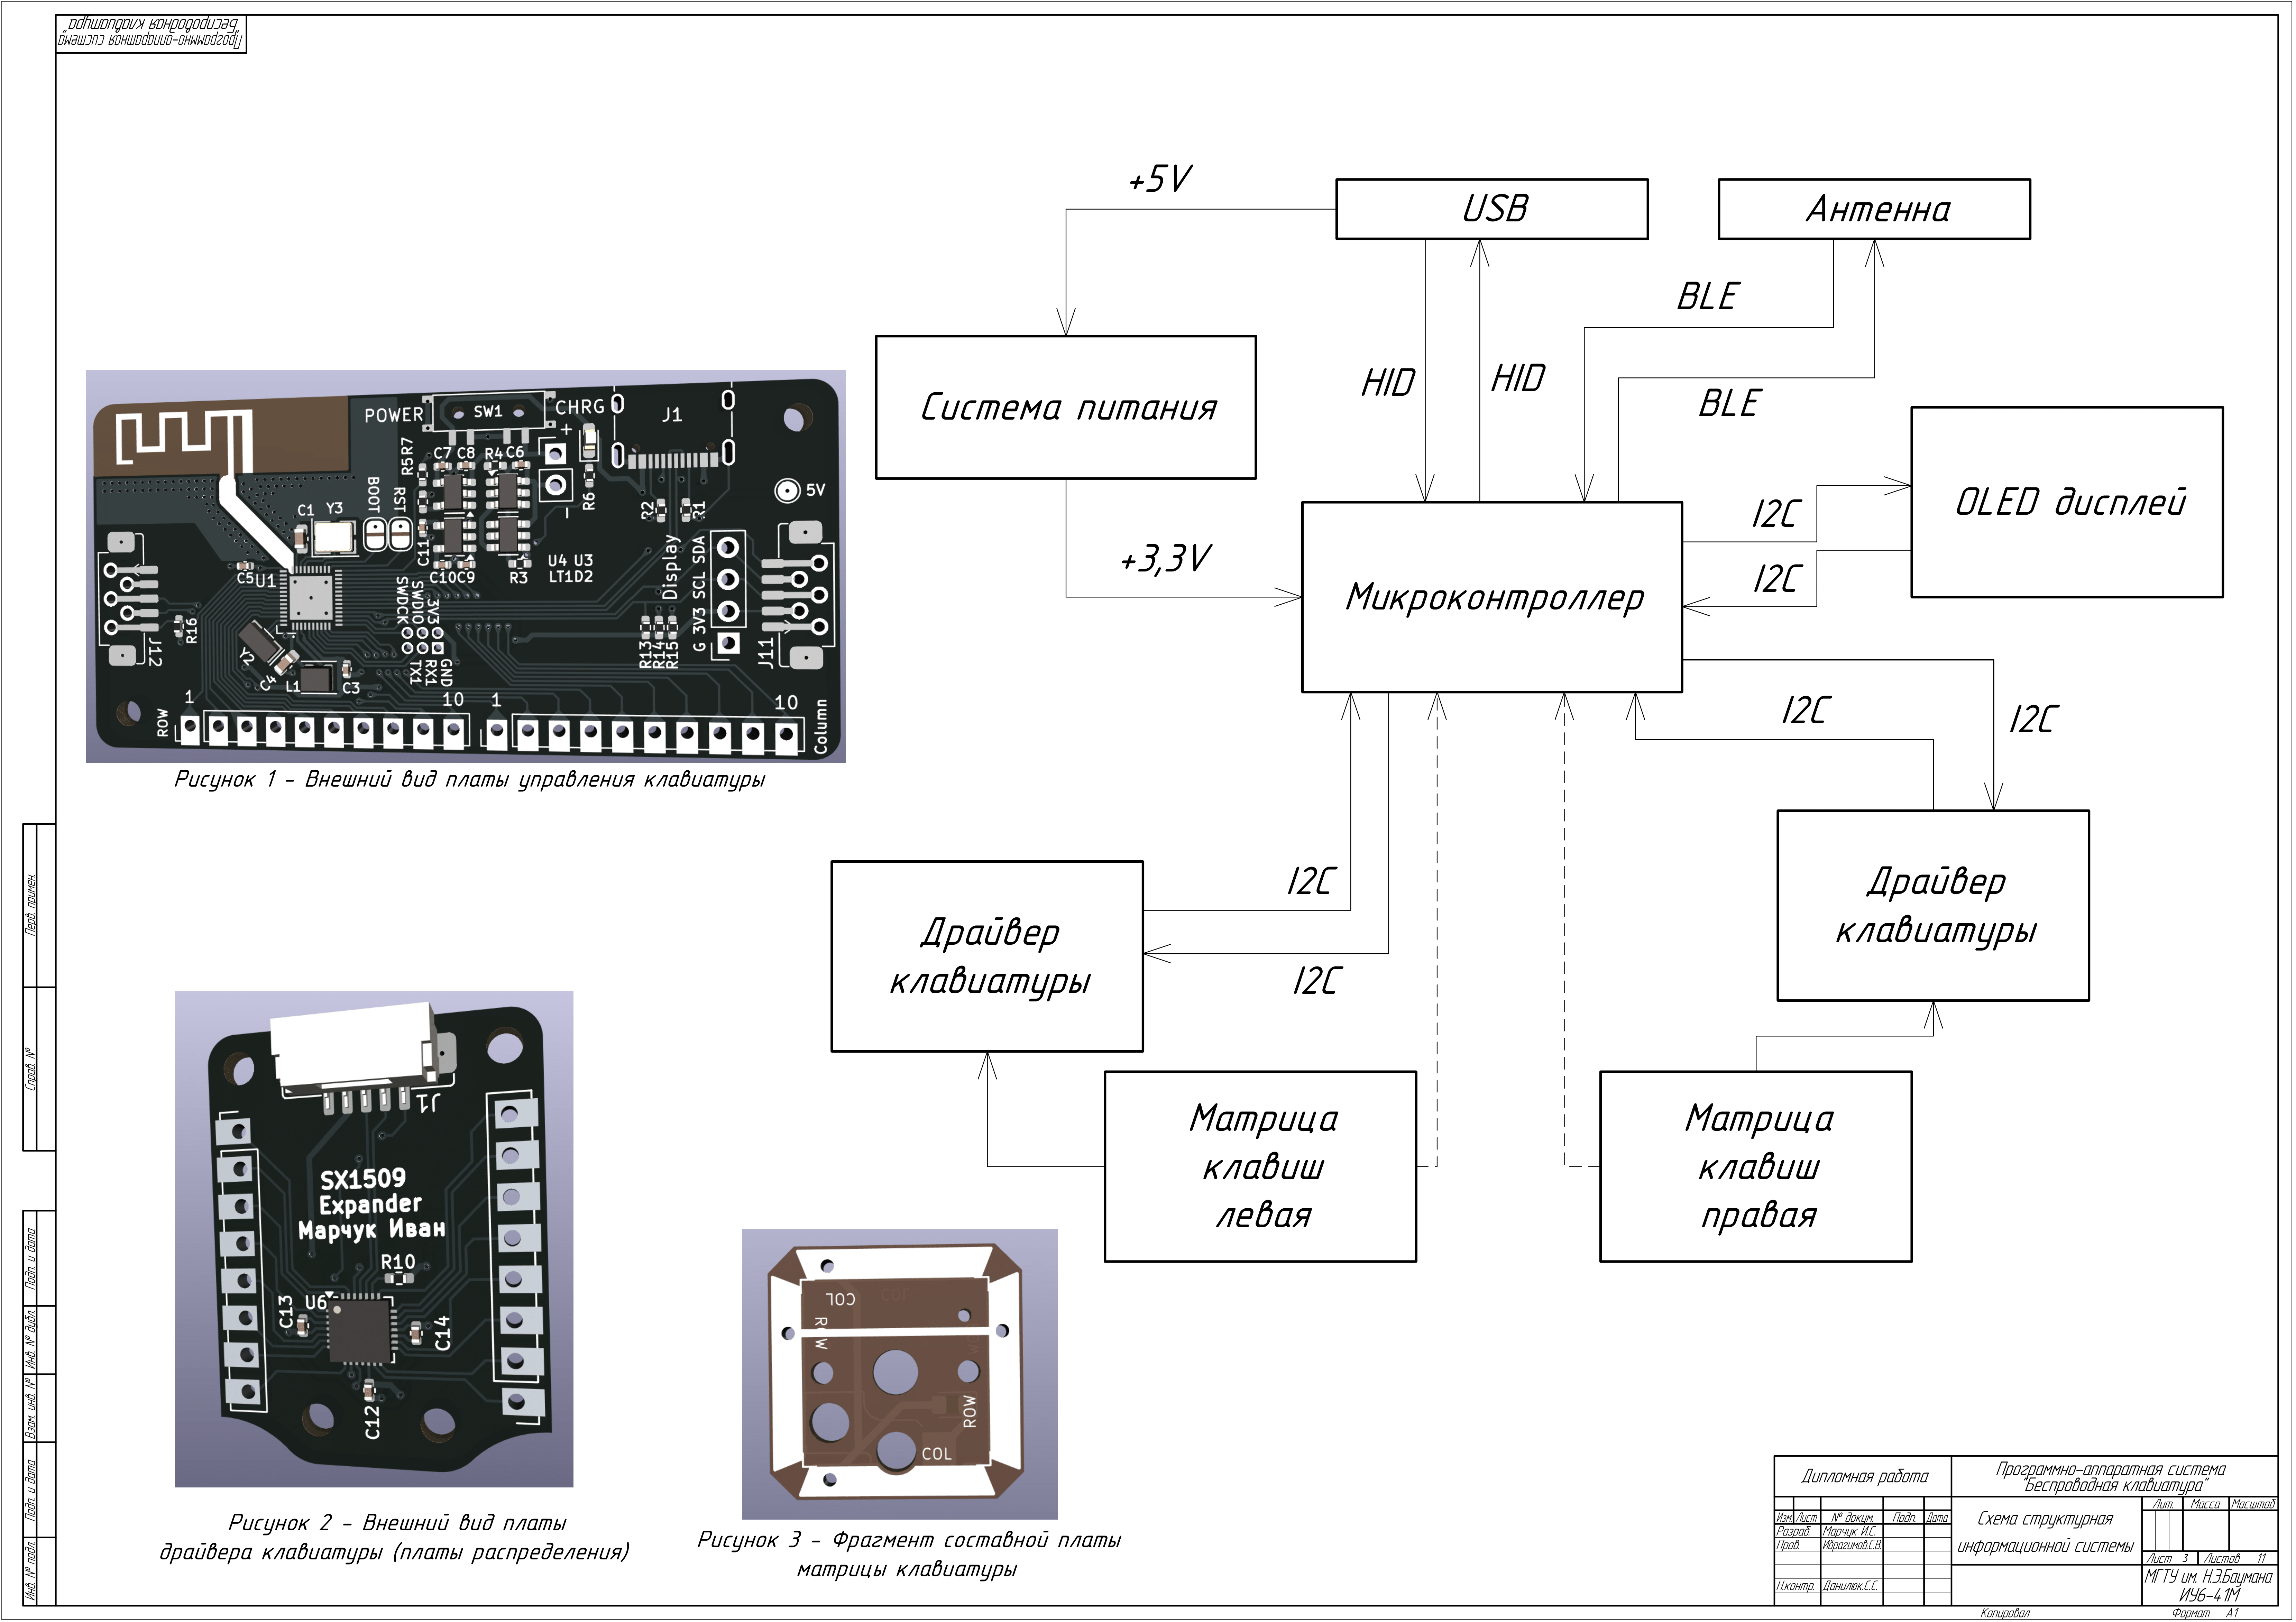 Программно-аппаратная система
"Беспроводная клавиатура"
+5V
USB
Антенна
BLE
HID
HID
BLE
Система питания
OLED дисплей
I2C
I2C
+3,3V
Микроконтроллер
I2C
I2C
I2C
I2C
Драйвер
клавиатуры
Драйвер
клавиатуры
Матрица
клавиш
левая
Матрица
клавиш
правая
POWER
SW1
CHRG
J1
+
-
R5
R7
C7
C8
R4
C6
R6
5V
BOOT
RST
C1
Y3
R2
R1
C11
C5
U1
C10
C9
R3
U4 U3
LT1D2
Display
G 3V3 SCL SDA
SWDCK
SWDIO
3V3
TX1
RX1
GND
J12
R16
Y2
C4
L1
C3
R13
R14
R15
J11
ROW
1
10
1
10
Column
Рисунок 1 - Внешний вид платы управления клавиатуры
J1
SX1509
Expander
Марчук Иван
R10
C13
U6
C14
C12
Рисунок 2 - Внешний вид платы
драйвера клавиатуры (платы распределения)
COL
ROW
ROW
COL
Рисунок 3 - Фрагмент составной платы
матрицы клавиатуры
Перв. примен.
Справ. №
Подп. и дата
Инв. № дубл.
Взам. инв. №
Подп. и дата
Инв. № подл.
Дипломная работа
Программно-аппаратная система
"Беспроводная клавиатура"
Изм. Лист № докум. Подп. Дата
Разраб. Марчук И.С.
Пров. Ибрагимов.С.В.
Н.контр. Данилюк.С.С.
Схема структурная
информационной системы
Лит. Масса Масштаб
Лист 3 Листов 11
МГТУ им. Н.Э.Баумана
ИУ6-41М
Копировал Формат А1